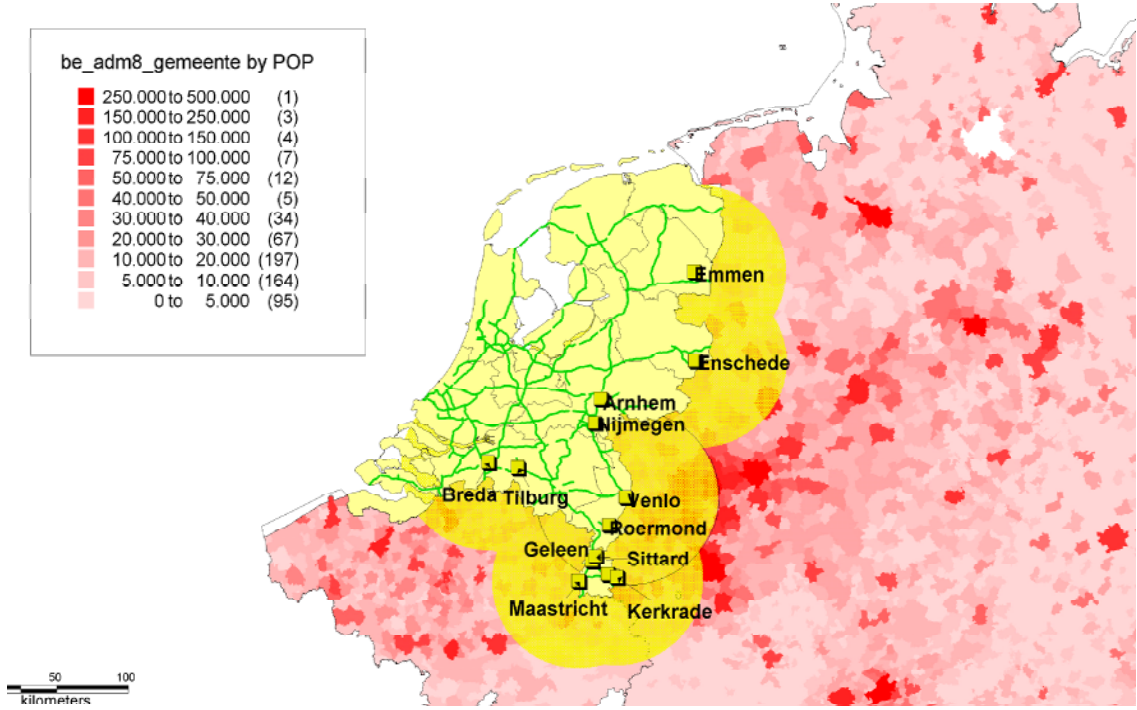 be_adm8_gemeente by POP
250.000 to 500.000 (1)
150.000 to 250.000 (3)
100.000 to 150.000 (4)
75.000 to 100.000 (7)
50.000 to 75.000 (12)
40.000 to 50.000 (5)
30.000 to 40.000 (34)
20.000 to 30.000 (67)
10.000 to 20.000 (197)
5.000 to 10.000 (164)
0 to 5.000 (95)
Emmen
Enschede
Arnhem
Nijmegen
Breda
Tilburg
Venlo
Roermond
Geleen
Sittard
Maastricht
Kerkrade
50 100
kilometers